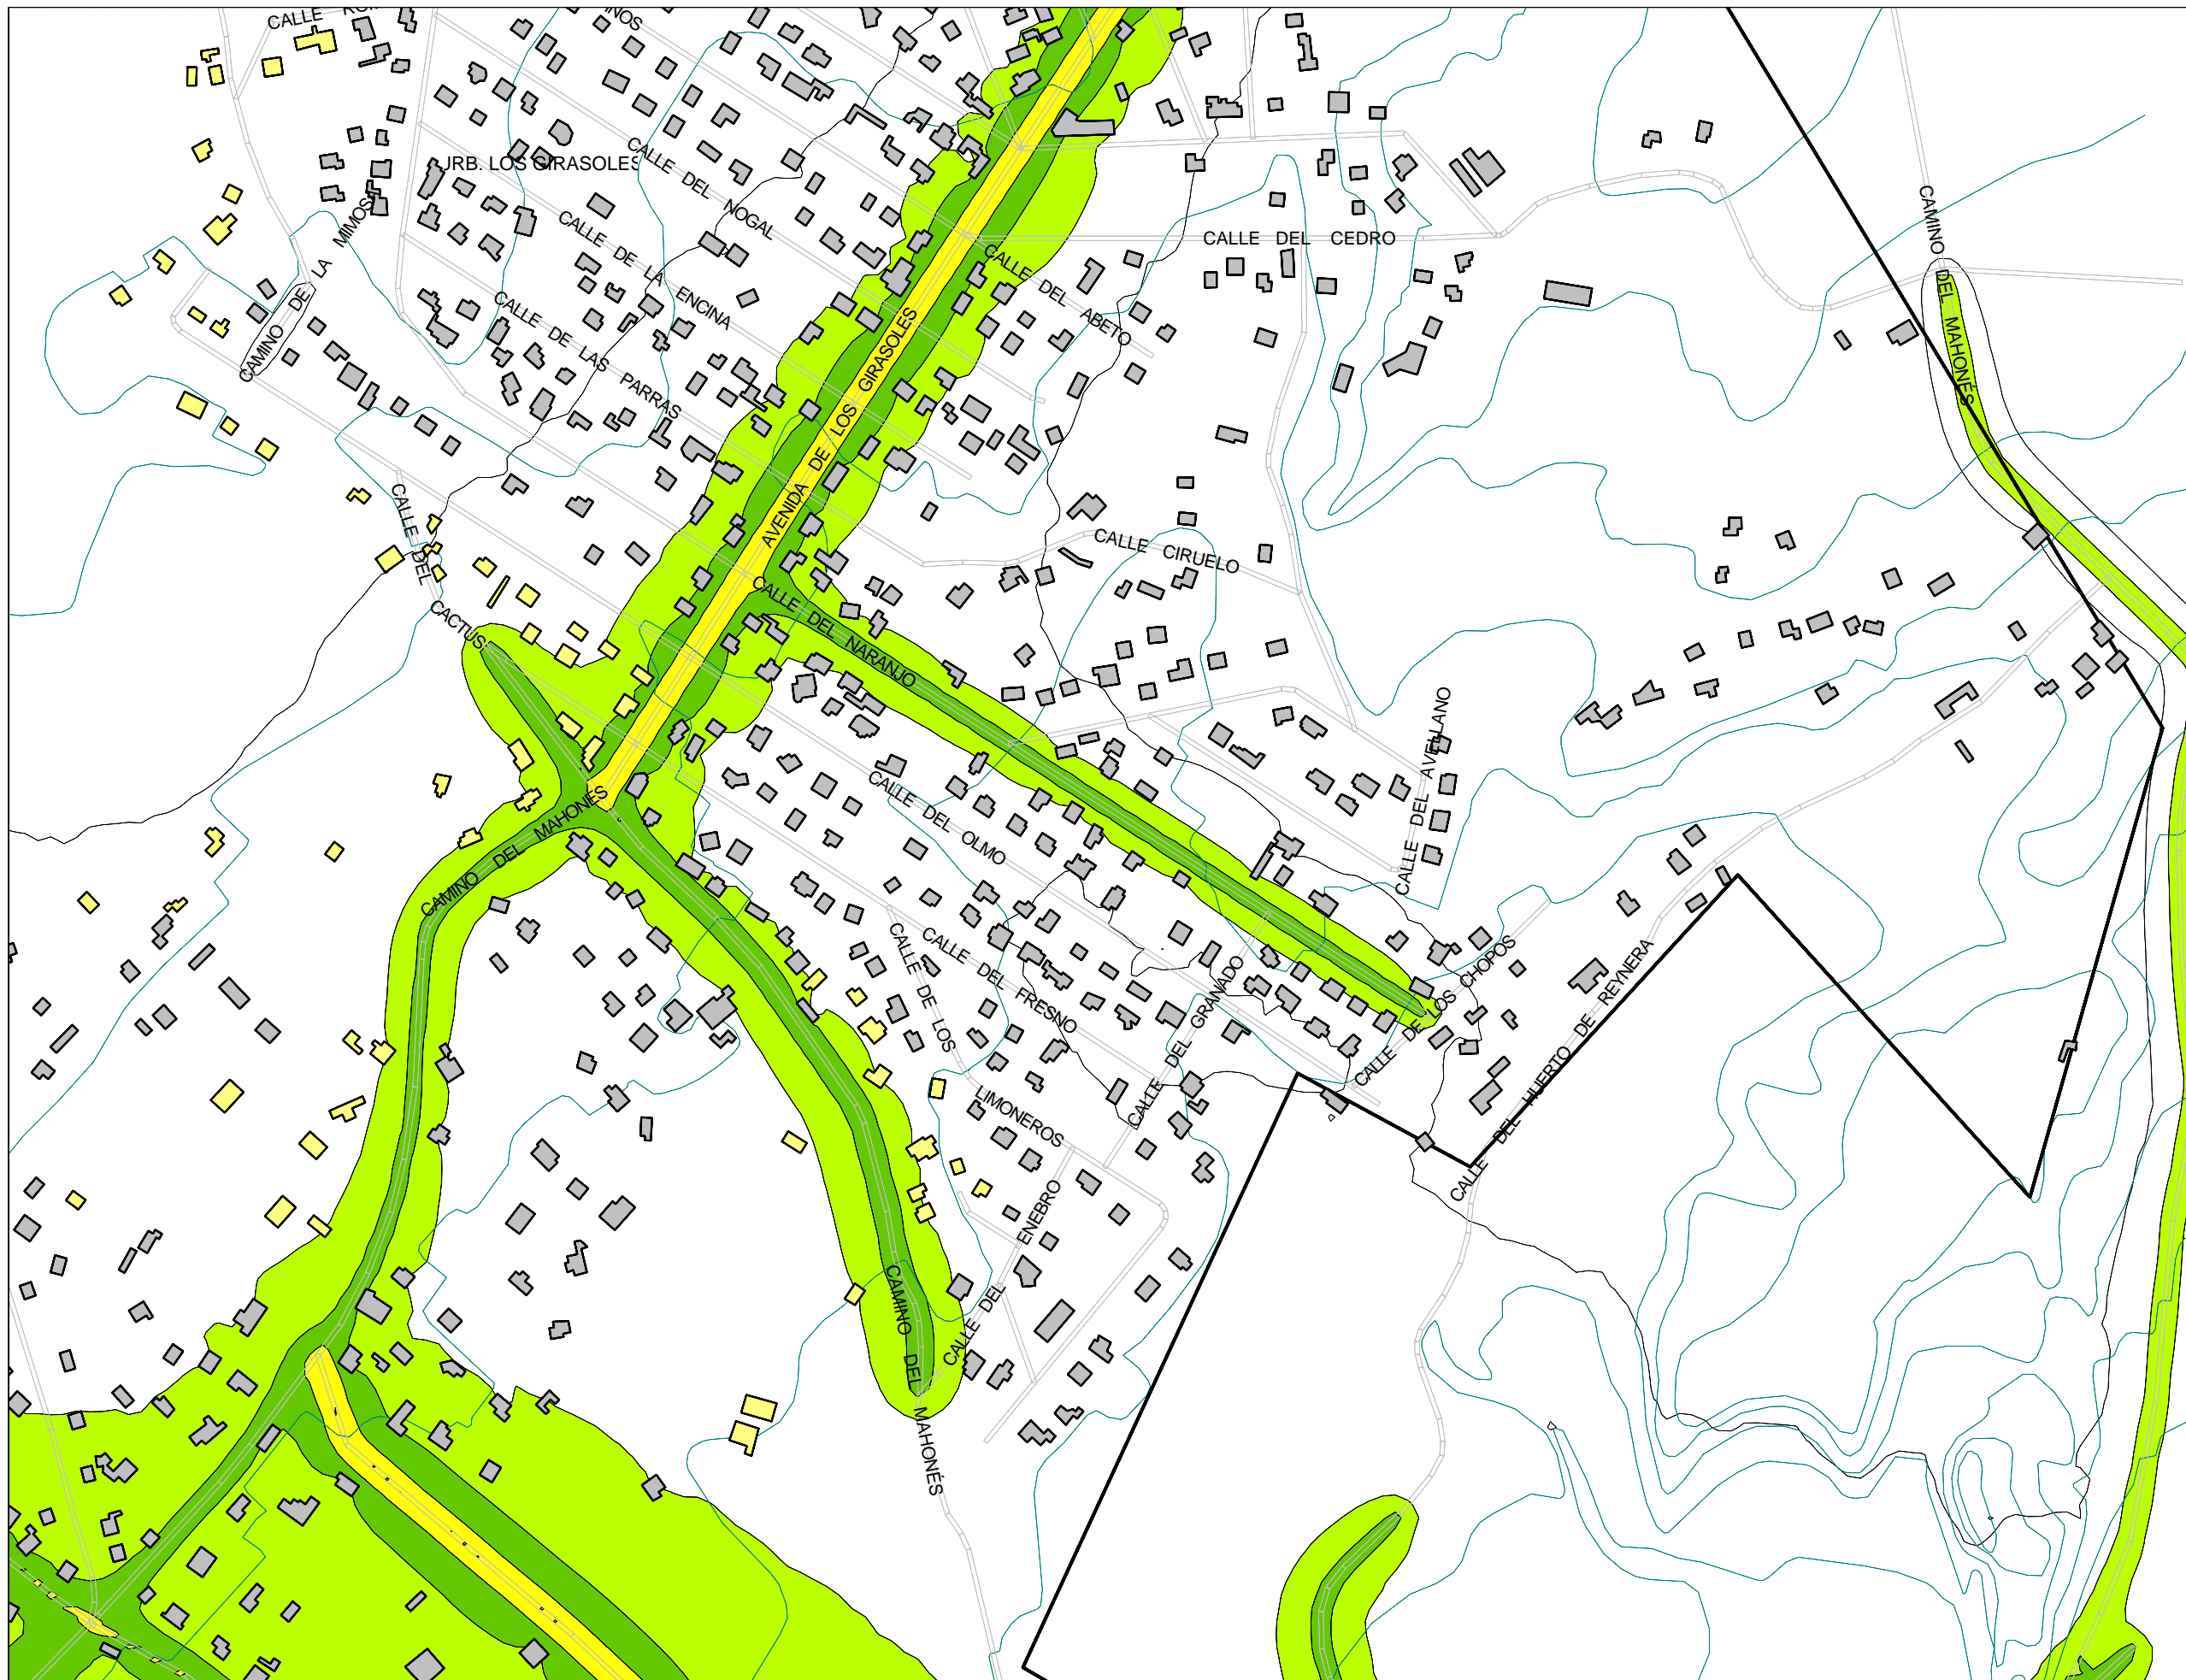 CALLE
JRB. LOS GIRASOLES
CALLE DEL NOGAL
CALLE DE LA ENCINA
CALLE DE LAS PARRAS
CAMINO DE LA MIMOSA
CALLE DEL CEDRO
CALLE DEL ABETO
CAMINO DEL MAHONÉS
AVENIDA DE LOS GIRASOLES
CALLE DEL CACTUS
CALLE CIRUELO
CALLE DEL NARANJO
CALLE DEL AVELLANO
CALLE DEL OLMO
CAMINO DEL MAHONES
CALLE DEL FRESNO
CALLE DE LOS LIMONEROS
CALLE DEL GRANADO
CALLE DE LOS CHOPOS
CALLE DEL HUERTO DE REYNERA
CALLE DEL ENEBRO
CAMINO DEL MAHONÉS